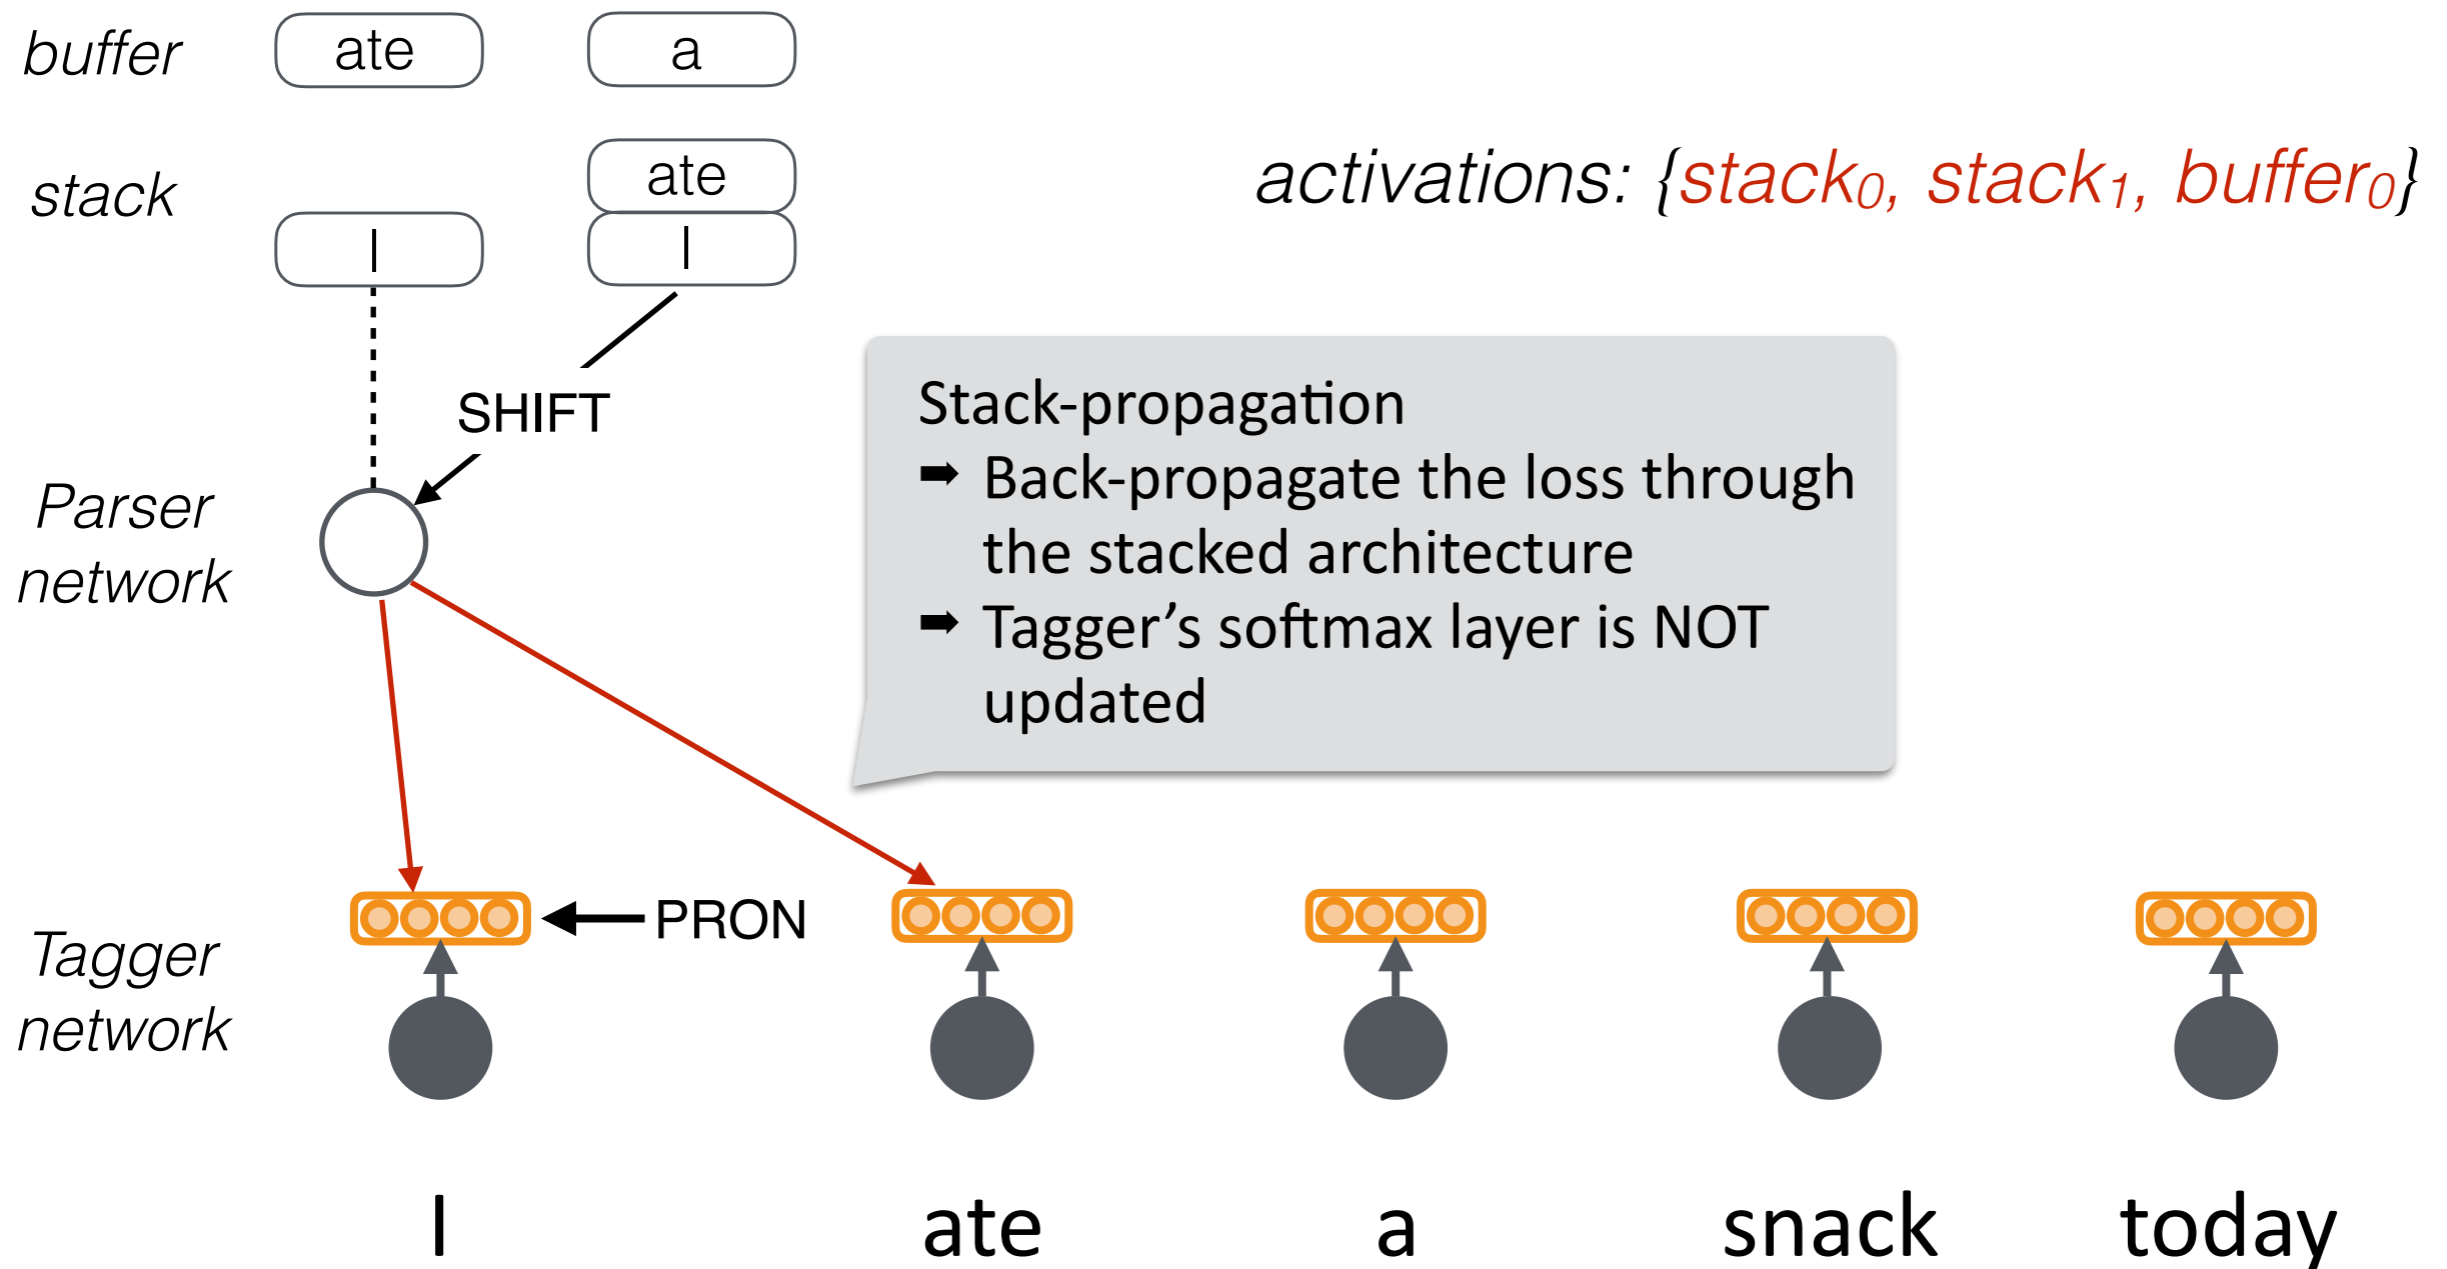 buffer ate a
stack ate
I I
activations: {stack0, stack1, buffer0}
SHIFT
Stack-propagation
➡ Back-propagate the loss through
the stacked architecture
➡ Tagger’s softmax layer is NOT
updated
Parser
network
PRON
Tagger
network
I ate a snack today